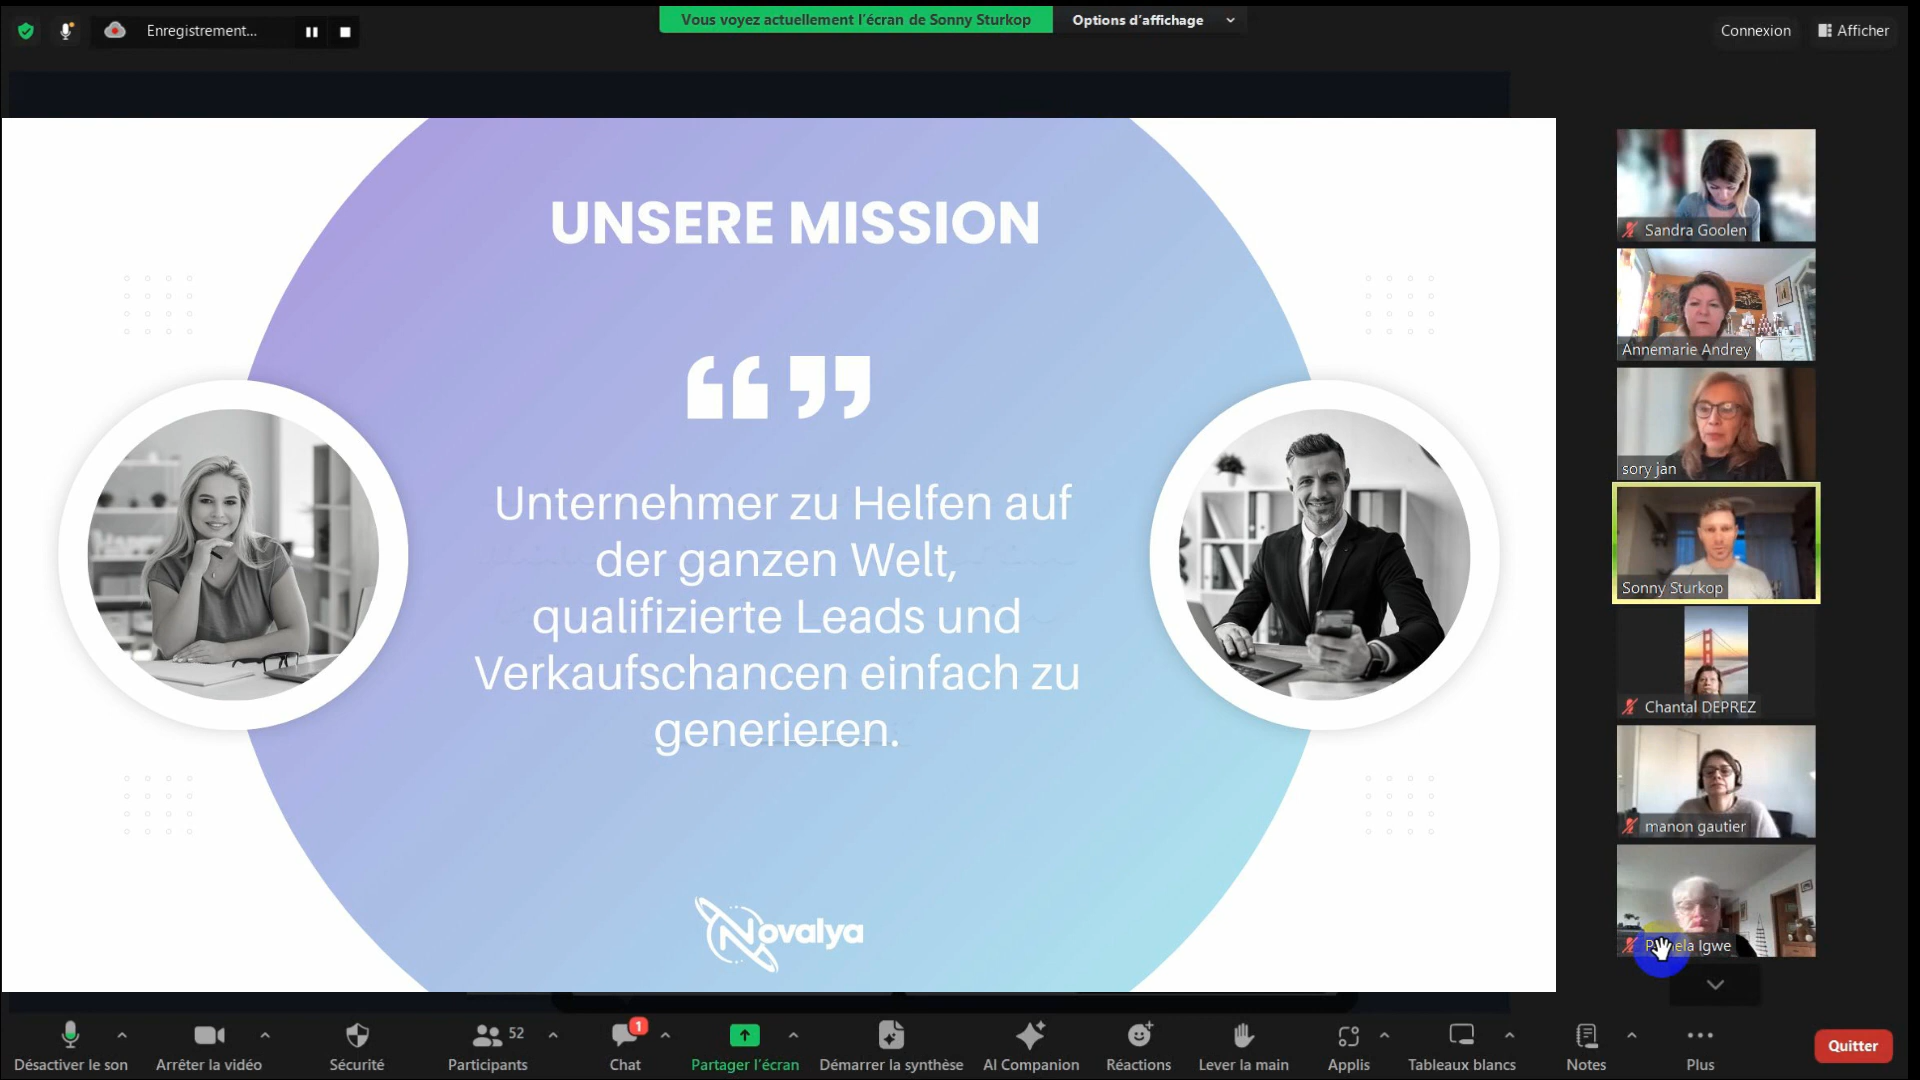 Enregistrement...
Vous voyez actuellement l'écran de Sonny Sturkop
Options d'affichage
Connexion
Afficher
UNSERE MISSION
“ ”
Unternehmer zu Helfen auf
der ganzen Welt,
qualifizierte Leads und
Verkaufschancen einfach zu
generieren.
Novalya
Sandra Goolen
Annemarie Andrey
sory jan
Sonny Sturkop
Chantal DEPREZ
manon gautier
Igwe
Désactiver le son
Arrêter la vidéo
Sécurité
52
Participants
1
Chat
Partager l'écran
Démarrer la synthèse
AI Companion
Réactions
Lever la main
Applis
Tableaux blancs
Notes
Plus
Quitter